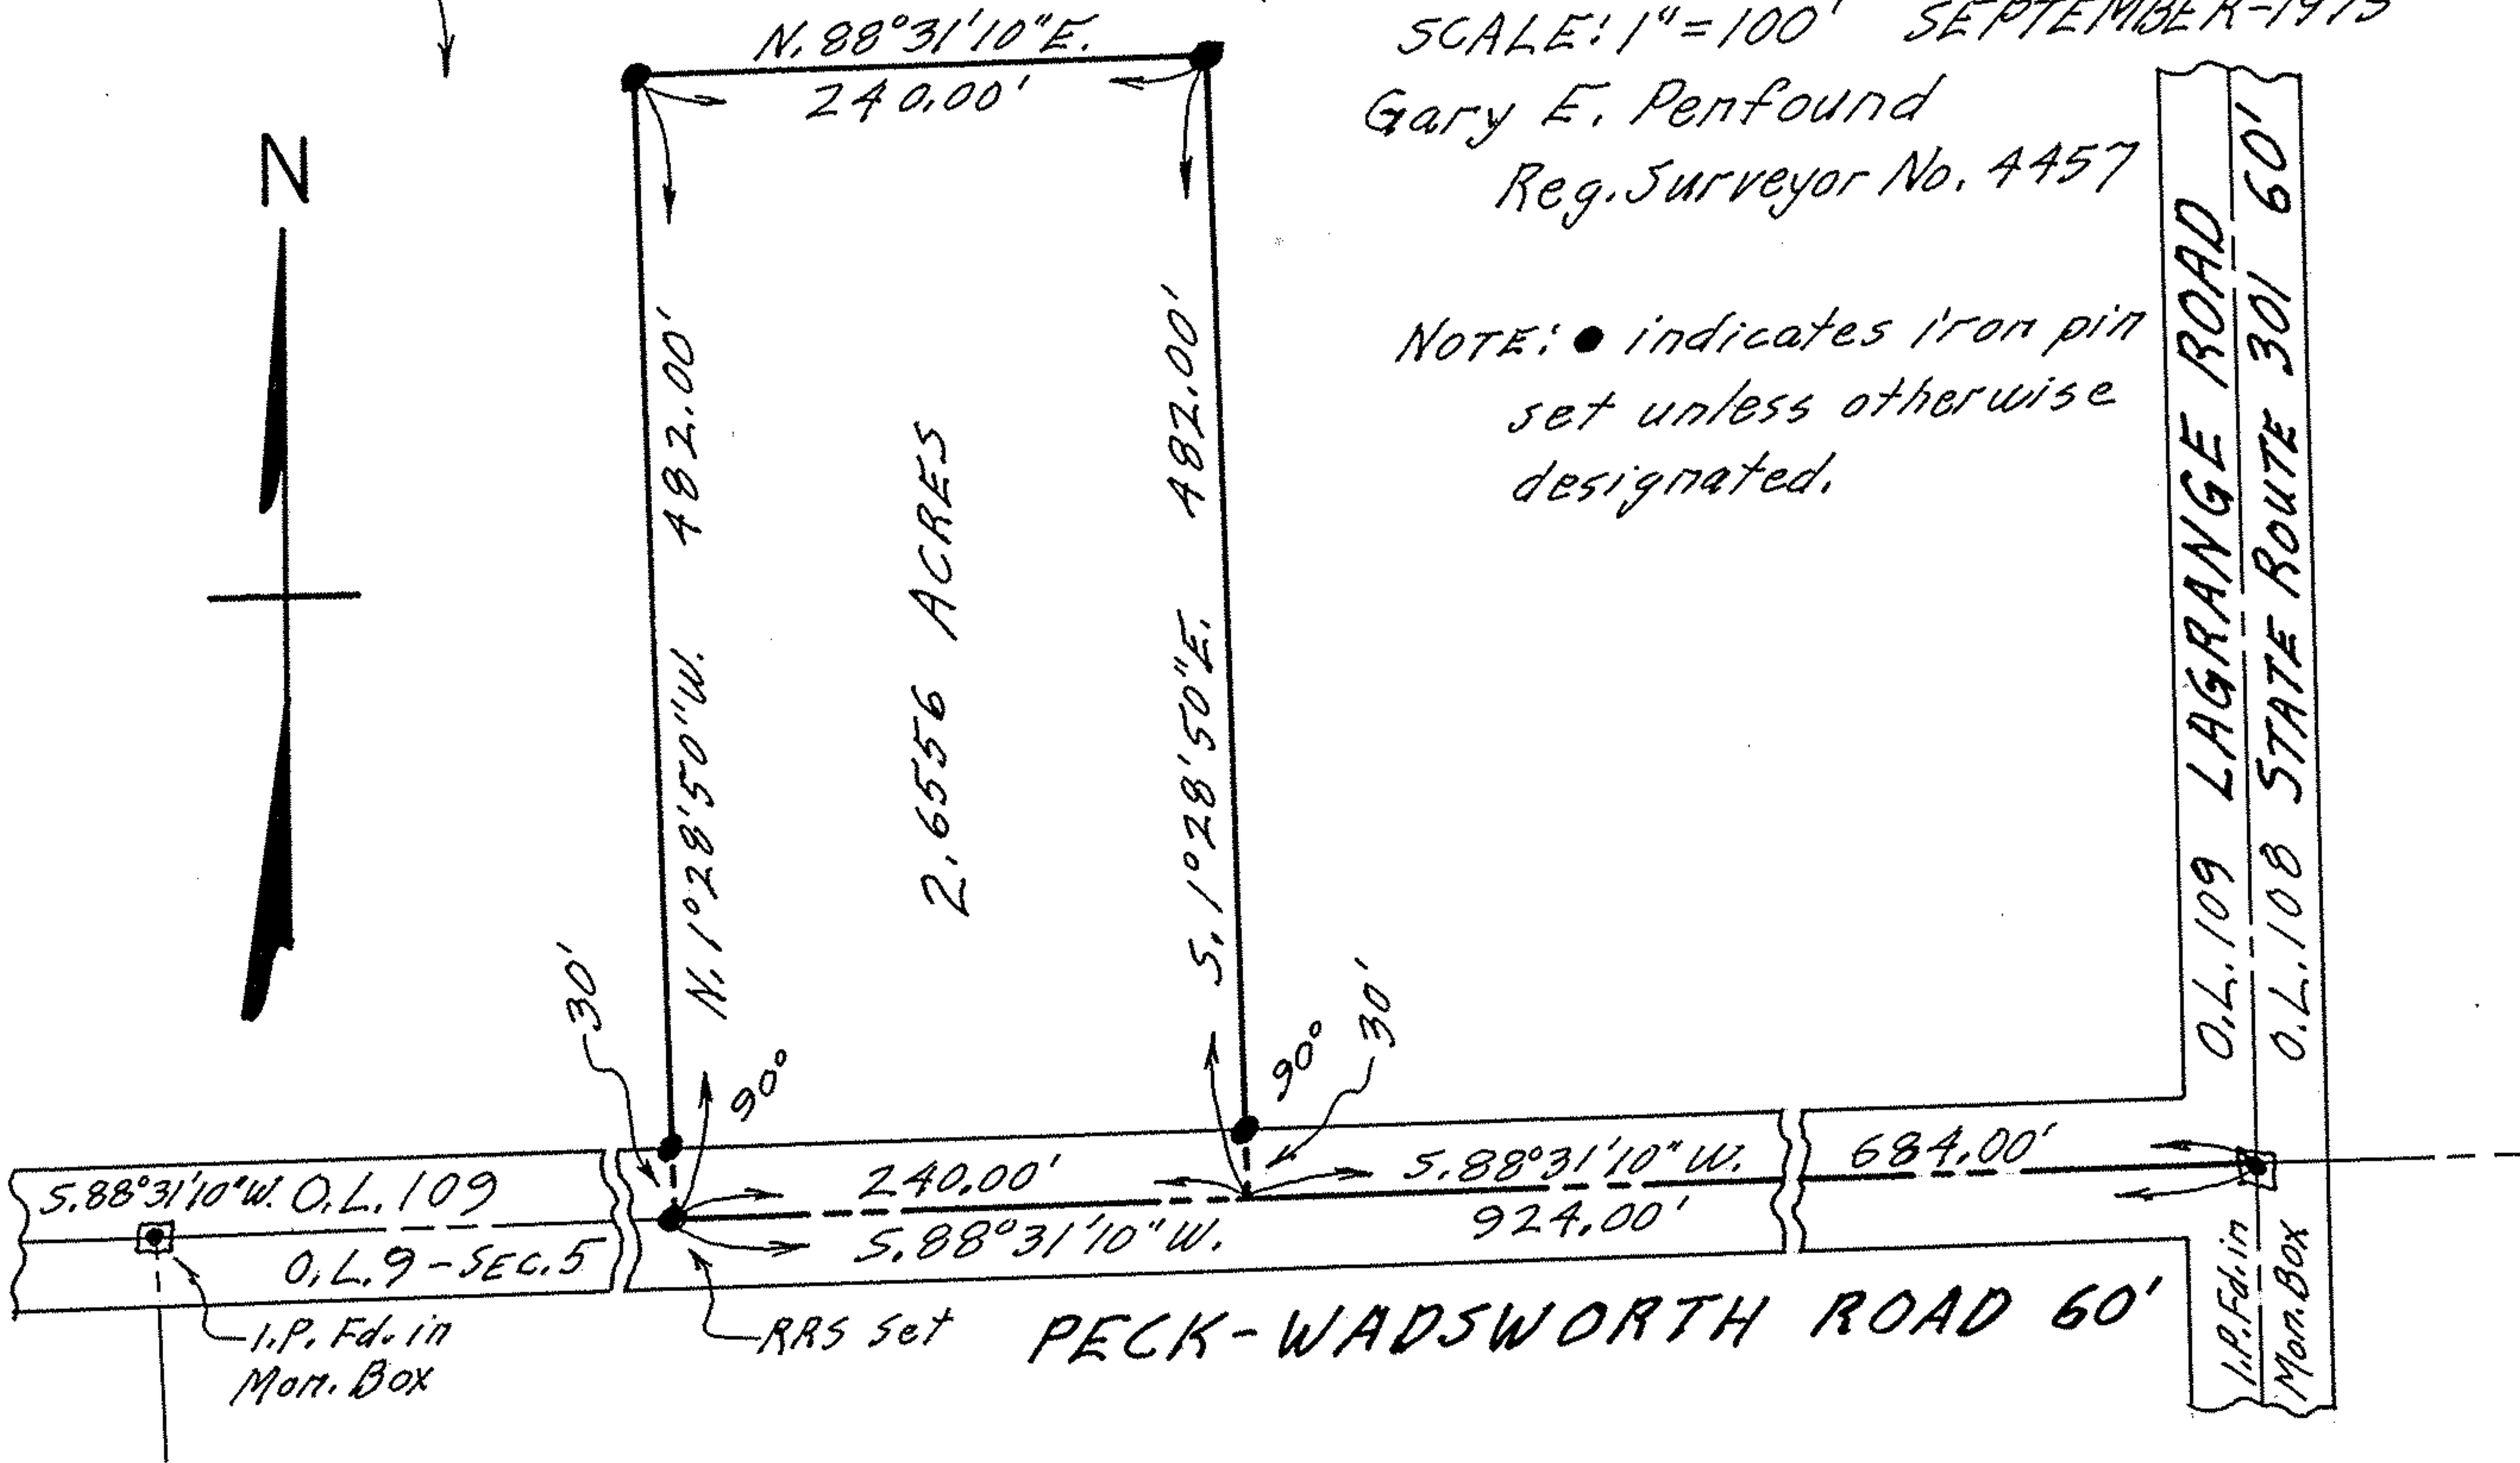 SCALE: 1"=100' SEPTEMBER-1975
Gary E. Penfound
Reg. Surveyor No. 4457
N. 88°31'10"E.
240.00'
N
NOTE: ● indicates iron pin
set unless otherwise
designated.
N. 1°28'50"W. 482.00'
2.6556 ACRES
S. 1°28'50"E. 482.00'
O.L. 109 LAGRANGE ROAD
O.L. 108 STATE ROUTE 301 60'
30'
90°
90°
30'
S.88°31'10"W. O.L. 109
O.L. 9-SEC. 5
240.00'
S.88°31'10"W.
S.88°31'10"W.
924.00'
684.00'
I.P. Fd. in
Mon. Box
RRS Set
PECK-WADSWORTH ROAD 60'
I.P. Fd. in
Mon. Box